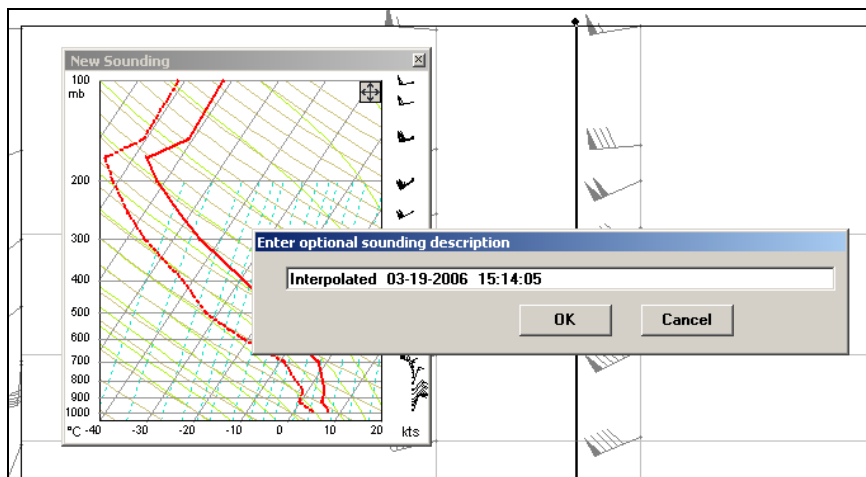 New Sounding
100
mb
200
300
400
500
600
700
800
900
1000
°C -40 -30 -20 -10 0 10 20 kts
Enter optional sounding description
Interpolated 03-19-2006 15:14:05
OK Cancel